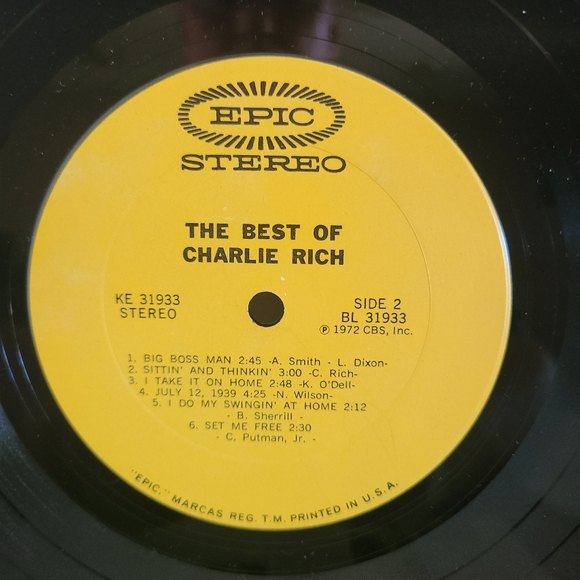 EPIC
STEREO
THE BEST OF
CHARLIE RICH
KE 31933
STEREO
SIDE 2
BL 31933
℗ 1972 CBS, Inc.
1. BIG BOSS MAN 2:45 -A. Smith - L. Dixon-
2. SITTIN' AND THINKIN' 3:00 -C. Rich-
3. I TAKE IT ON HOME 2:48 -K. O'Dell-
4. JULY 12, 1939 4:25 -N. Wilson-
5. I DO MY SWINGIN' AT HOME 2:12
- B. Sherrill -
6. SET ME FREE 2:30
- C. Putman, Jr. -
"EPIC," MARCAS REG. T.M. PRINTED IN U.S.A.